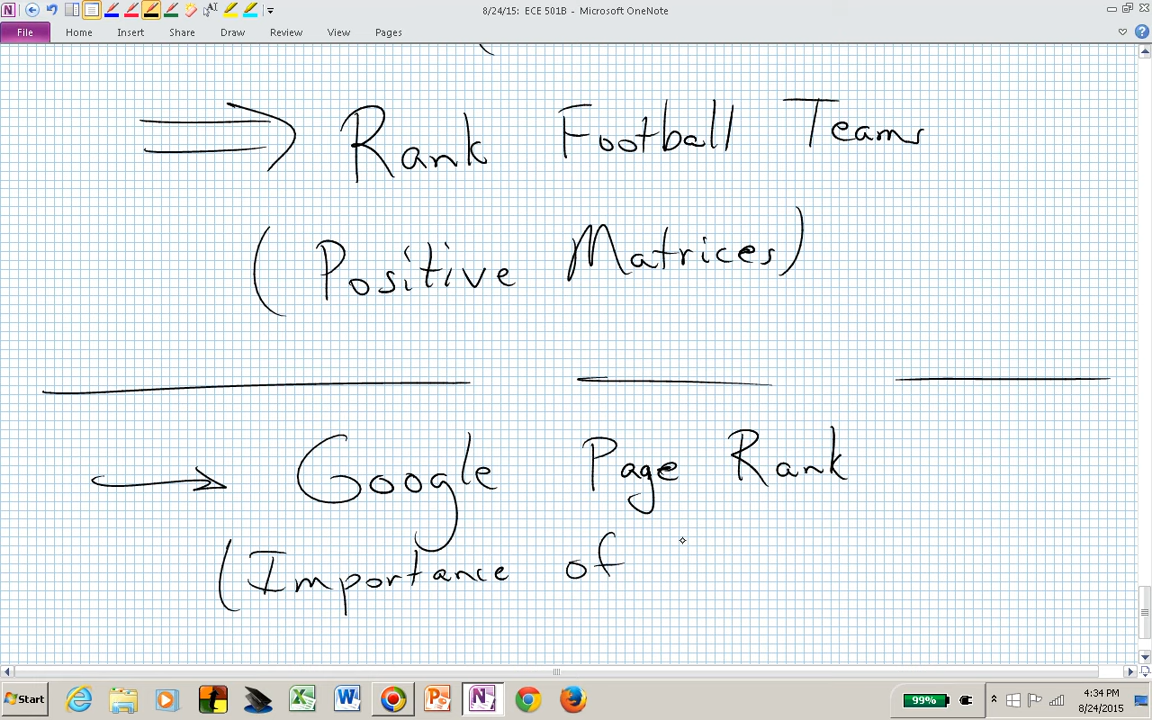 8/24/15: ECE 501B - Microsoft OneNote
File Home Insert Share Draw Review View Pages
Rank Football Teams
(Positive Matrices)
Google Page Rank
(Importance of
Start
99%
4:34 PM
8/24/2015